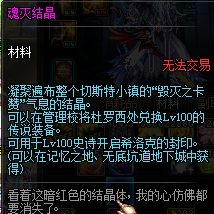 魂灭结晶
材料
无法交易
凝聚遍布整个切斯特小镇的“毁灭之卡
赞”气息的结晶。
可以在管理校将杜罗西处兑换Lv100的
传说装备。
可用于Lv100史诗开启希洛克的封印。
(可以在记忆之地、无底坑道地下城中获
得)
看着这暗红色的结晶体，我的心仿佛都
要消失了。